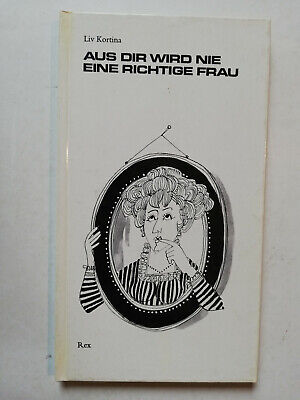 Liv Kortina
AUS DIR WIRD NIE
EINE RICHTIGE FRAU
Rex